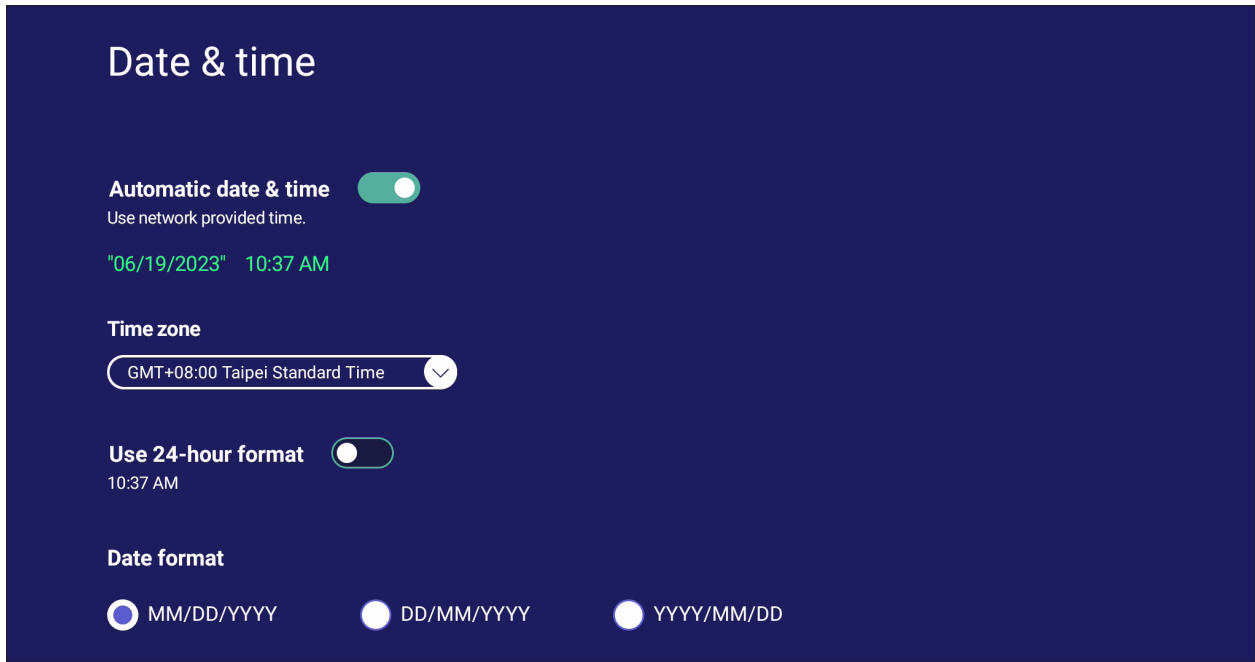 Date & time
Automatic date & time
Use network provided time.
"06/19/2023" 10:37 AM
Time zone
GMT+08:00 Taipei Standard Time
Use 24-hour format
10:37 AM
Date format
MM/DD/YYYY DD/MM/YYYY YYYY/MM/DD